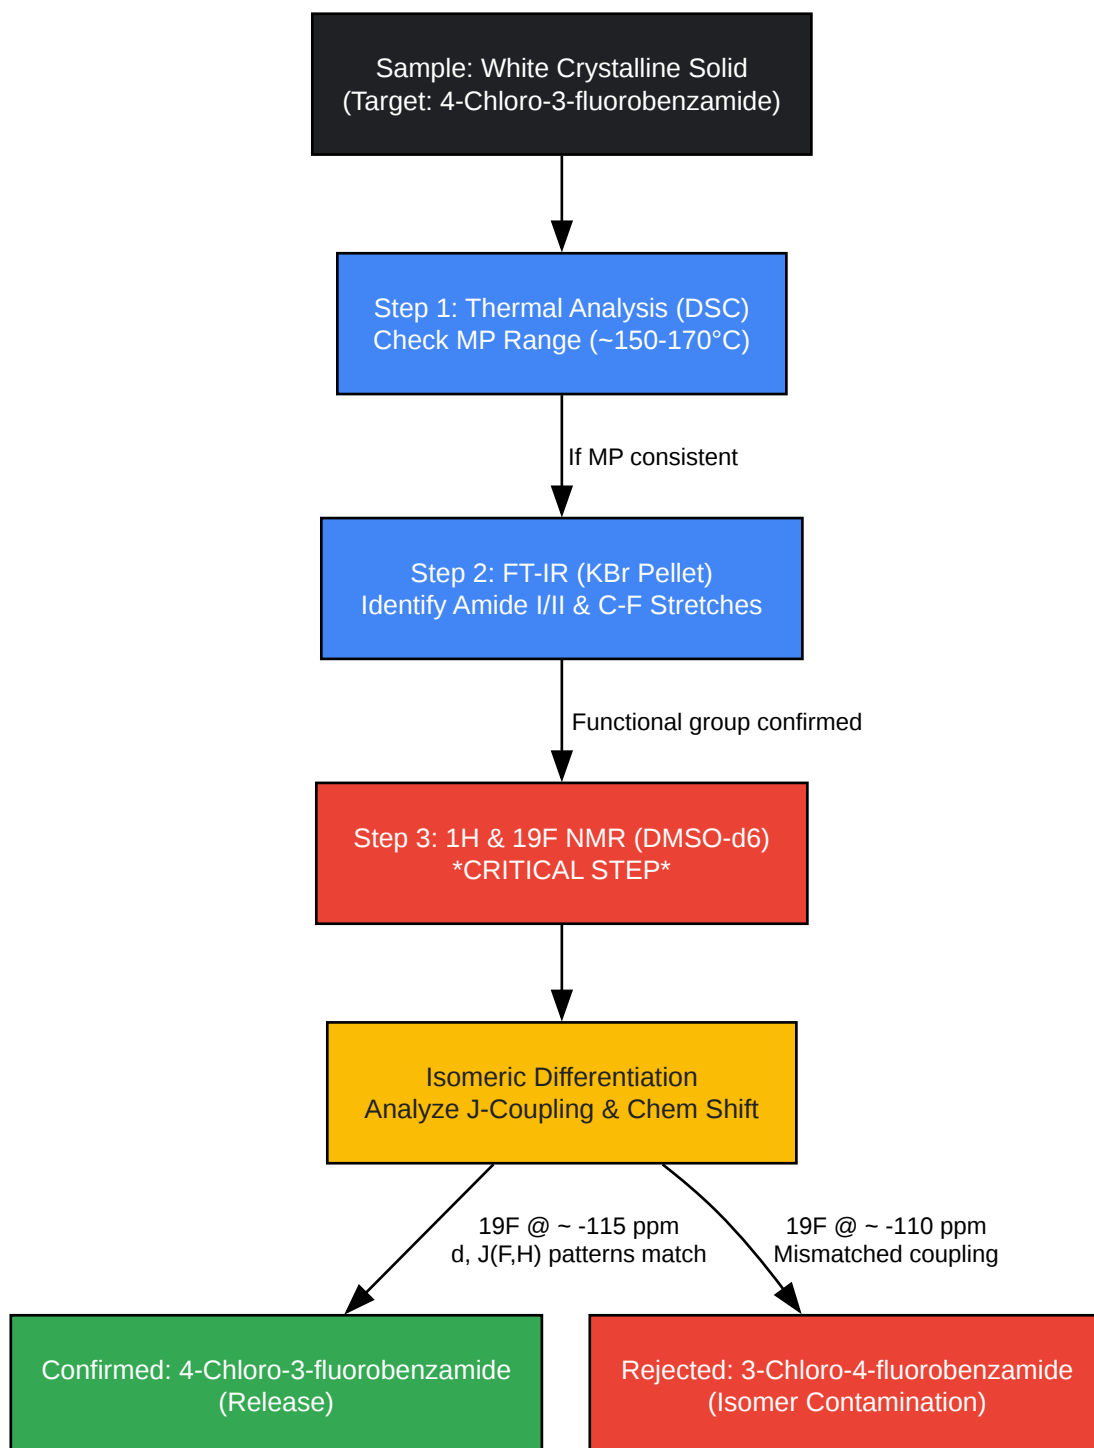 Sample: White Crystalline Solid
(Target: 4-Chloro-3-fluorobenzamide)
Step 1: Thermal Analysis (DSC)
Check MP Range (~150-170°C)
If MP consistent
Step 2: FT-IR (KBr Pellet)
Identify Amide I/II & C-F Stretches
Functional group confirmed
Step 3: 1H & 19F NMR (DMSO-d6)
*CRITICAL STEP*
Isomeric Differentiation
Analyze J-Coupling & Chem Shift
19F @ ~ -115 ppm
d, J(F,H) patterns match
19F @ ~ -110 ppm
Mismatched coupling
Confirmed: 4-Chloro-3-fluorobenzamide
(Release)
Rejected: 3-Chloro-4-fluorobenzamide
(Isomer Contamination)